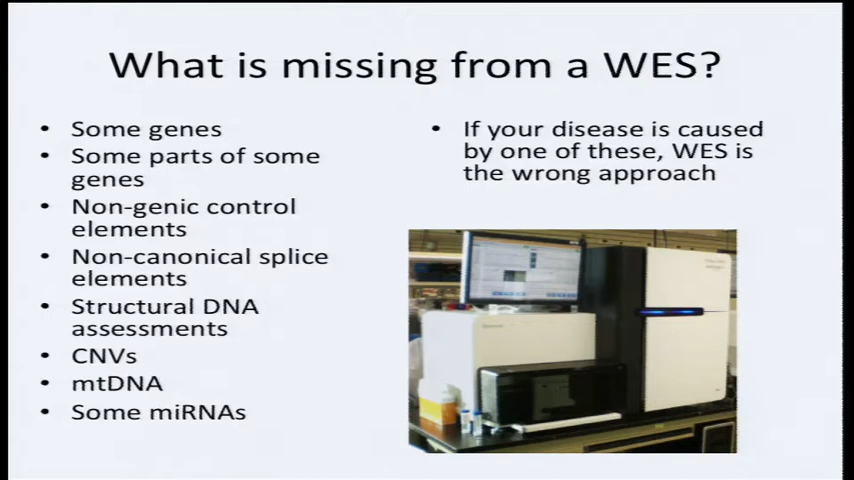 What is missing from a WES?
• Some genes
• Some parts of some
genes
• Non-genic control
elements
• Non-canonical splice
elements
• Structural DNA
assessments
• CNVs
• mtDNA
• Some miRNAs
• If your disease is caused
by one of these, WES is
the wrong approach